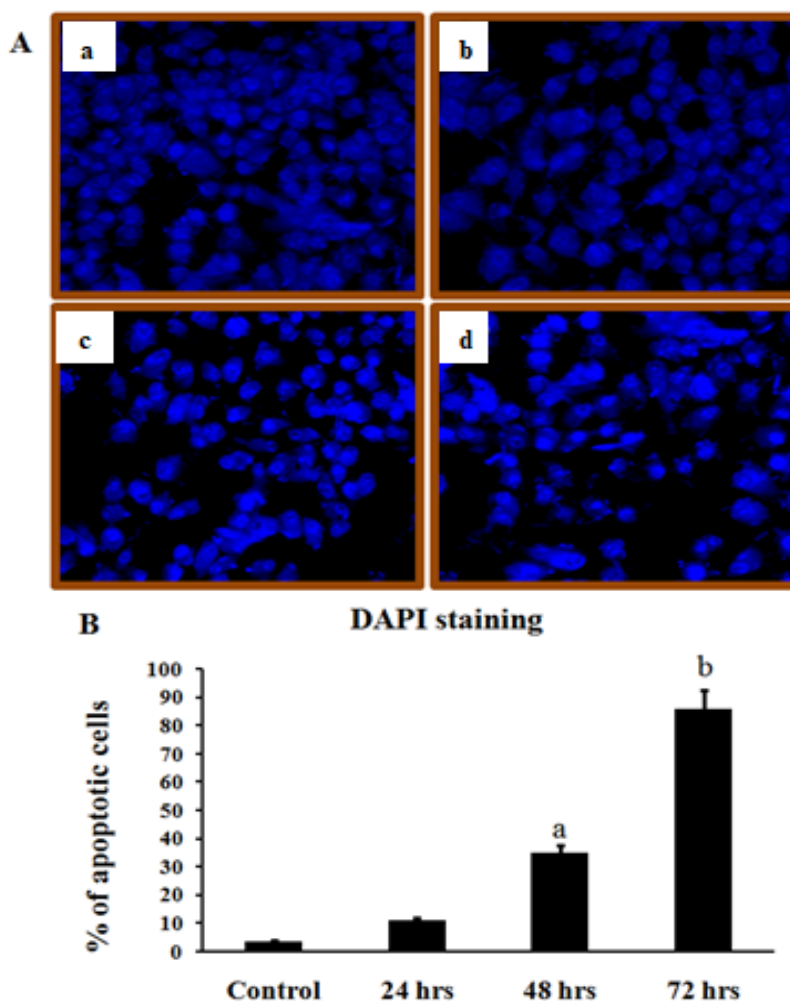 A
a
b
c
d
B
DAPI staining
% of apoptotic cells
100
90
80
70
60
50
40
30
20
10
0
a
b
Control 24 hrs 48 hrs 72 hrs